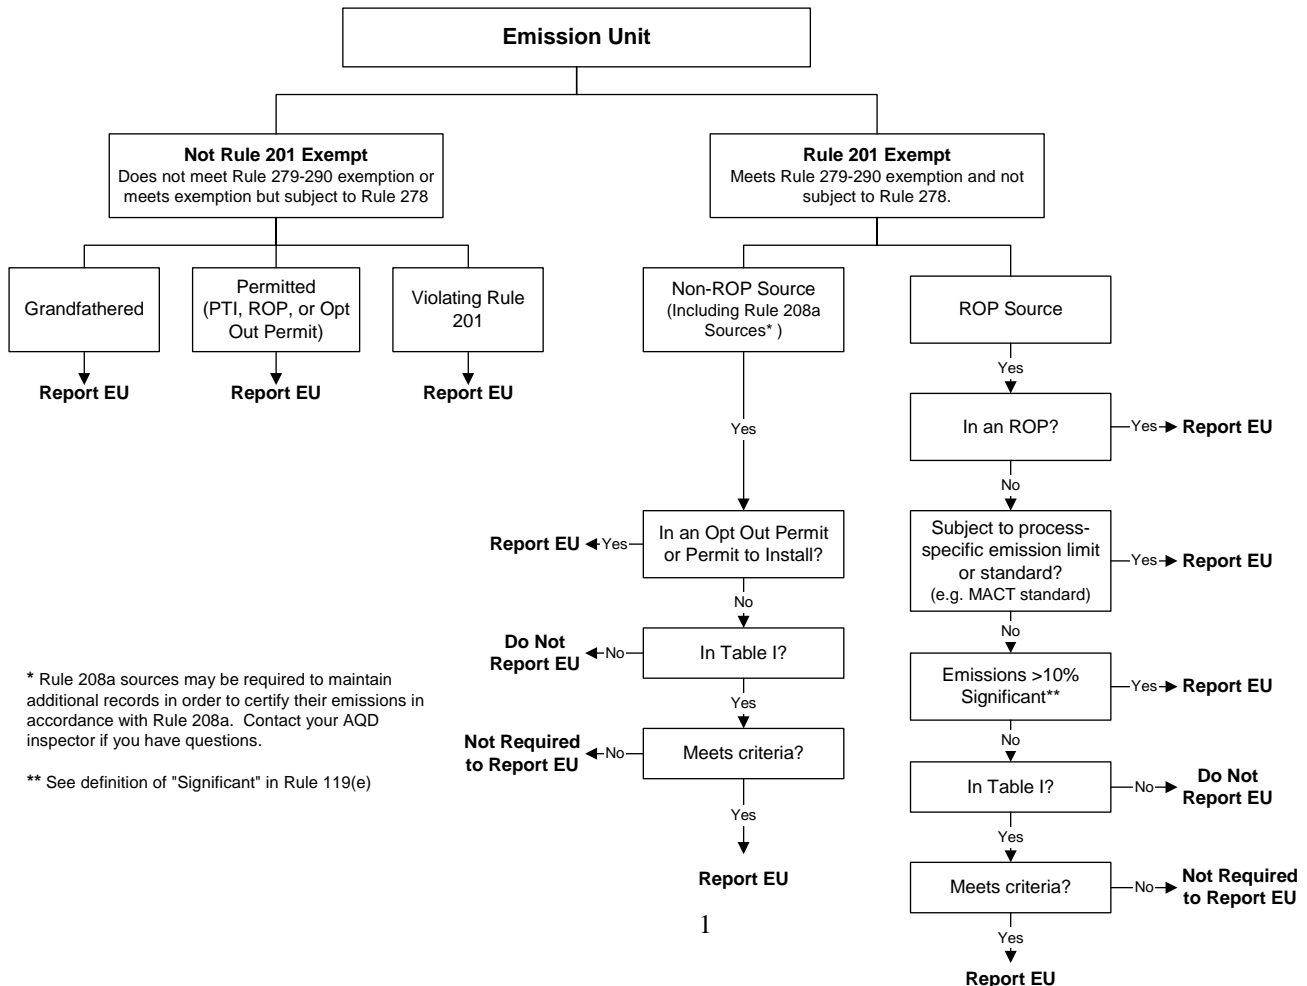 Emission Unit
Not Rule 201 Exempt
Does not meet Rule 279-290 exemption or
meets exemption but subject to Rule 278
Rule 201 Exempt
Meets Rule 279-290 exemption and not
subject to Rule 278.
Grandfathered
Permitted
(PTI, ROP, or Opt
Out Permit)
Violating Rule
201
Report EU
Report EU
Report EU
Non-ROP Source
(Including Rule 208a
Sources* )
ROP Source
Yes
Yes
In an ROP?
Yes
Report EU
No
In an Opt Out Permit
or Permit to Install?
Yes
Report EU
No
Subject to process-
specific emission limit
or standard?
(e.g. MACT standard)
Yes
Report EU
No
In Table I?
No
Do Not
Report EU
Yes
Emissions >10%
Significant**
Yes
Report EU
No
Meets criteria?
No
Not Required
to Report EU
Yes
Report EU
In Table I?
No
Do Not
Report EU
Yes
Meets criteria?
No
Not Required
to Report EU
Yes
Report EU
* Rule 208a sources may be required to maintain
additional records in order to certify their emissions in
accordance with Rule 208a. Contact your AQD
inspector if you have questions.
** See definition of "Significant" in Rule 119(e)
1